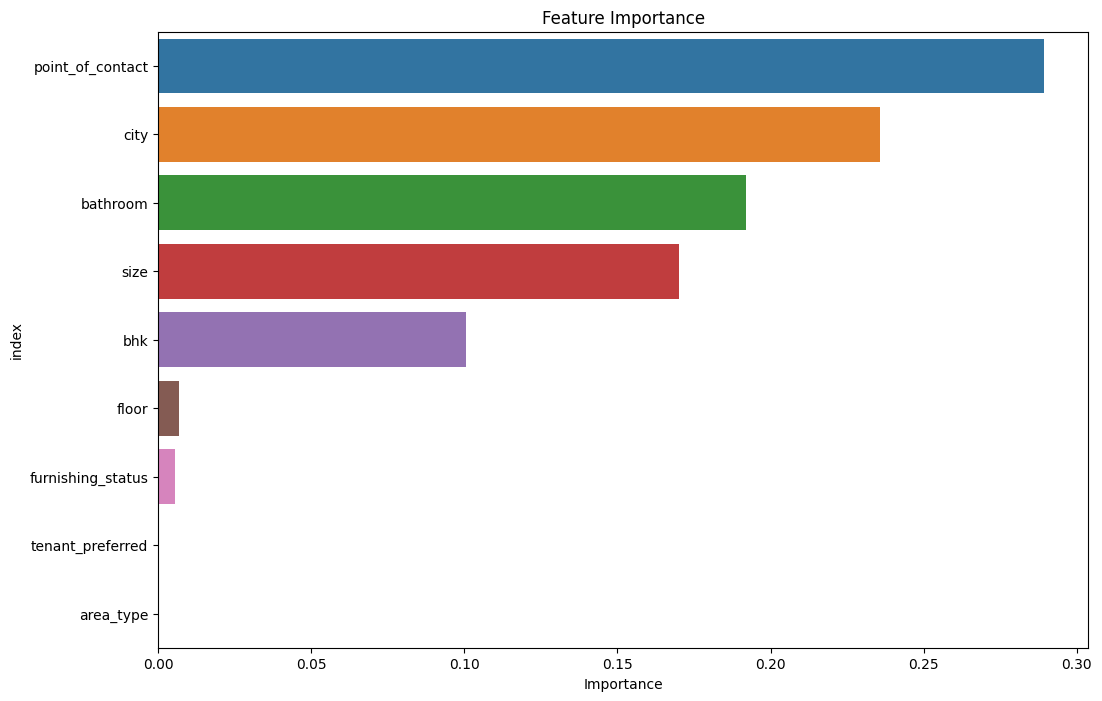 Feature Importance
point_of_contact
city
bathroom
size
bhk
floor
furnishing_status
tenant_preferred
area_type
index
0.00 0.05 0.10 0.15 0.20 0.25 0.30
Importance